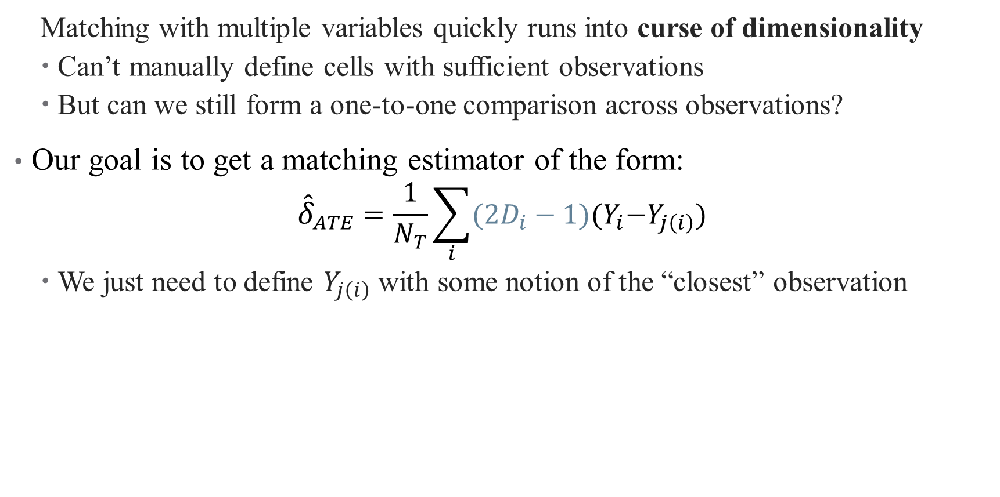 Matching with multiple variables quickly runs into curse of dimensionality
• Can’t manually define cells with sufficient observations
• But can we still form a one-to-one comparison across observations?
• Our goal is to get a matching estimator of the form:
$\hat{\delta}_{ATE} = \frac{1}{N_T} \sum_{i} (2D_i - 1)(Y_i - Y_{j(i)})$
• We just need to define $Y_{j(i)}$ with some notion of the “closest” observation